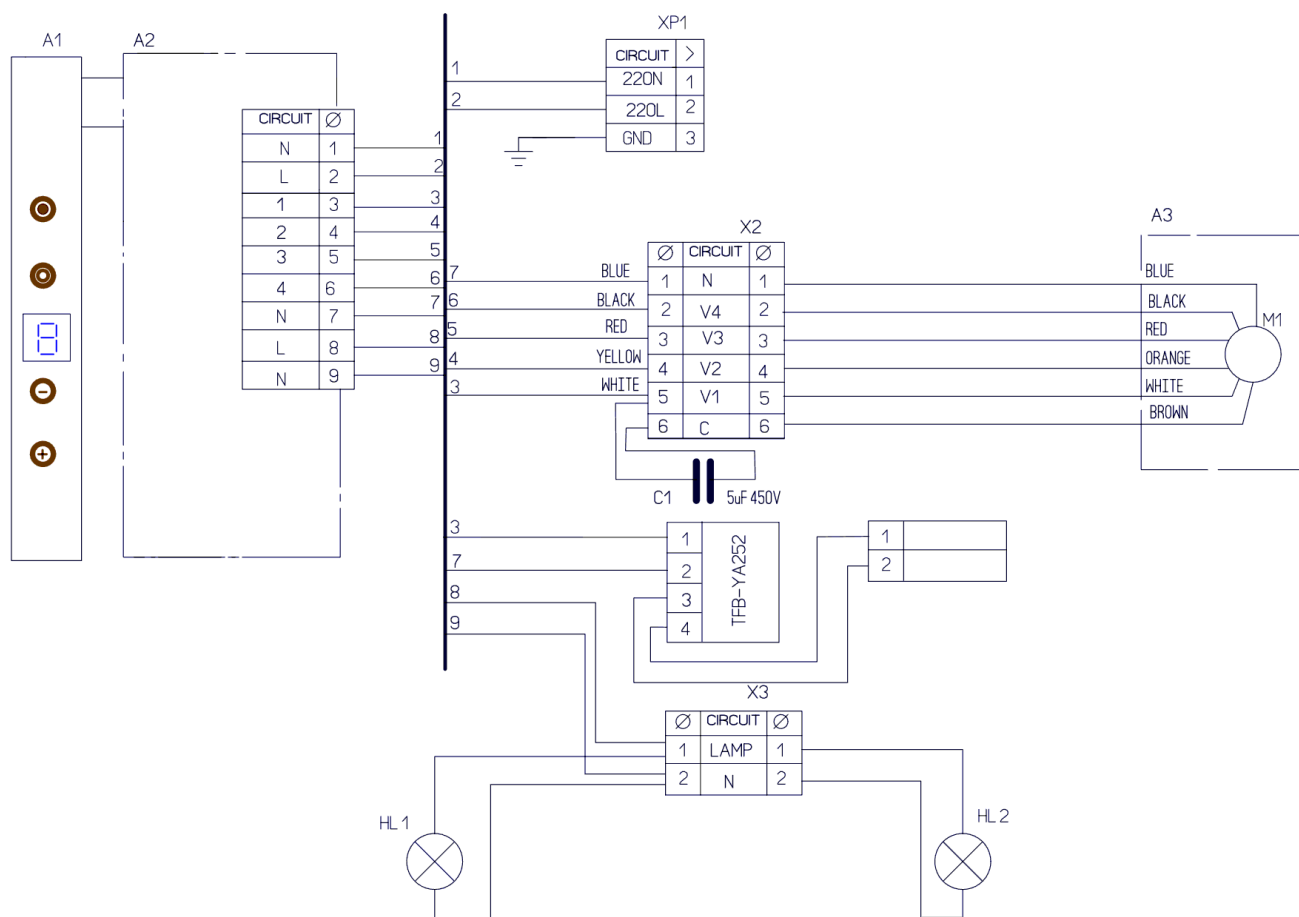 A1
A2
CIRCUIT Ø
N 1
L 2
1 3
2 4
3 5
4 6
N 7
L 8
N 9
1
2
3
4
5
6
7
8
9
1
2
XP1
CIRCUIT >
220N 1
220L 2
GND 3
7 BLUE
6 BLACK
5 RED
4 YELLOW
3 WHITE
X2
Ø CIRCUIT Ø
1 N 1
2 V4 2
3 V3 3
4 V2 4
5 V1 5
6 C 6
A3
BLUE
BLACK
RED
ORANGE
WHITE
BROWN
M1
C1 5uF 450V
3
7
8
9
1
2
3
4
TFB-YA252
1
2
X3
Ø CIRCUIT Ø
1 LAMP 1
2 N 2
HL1
HL2